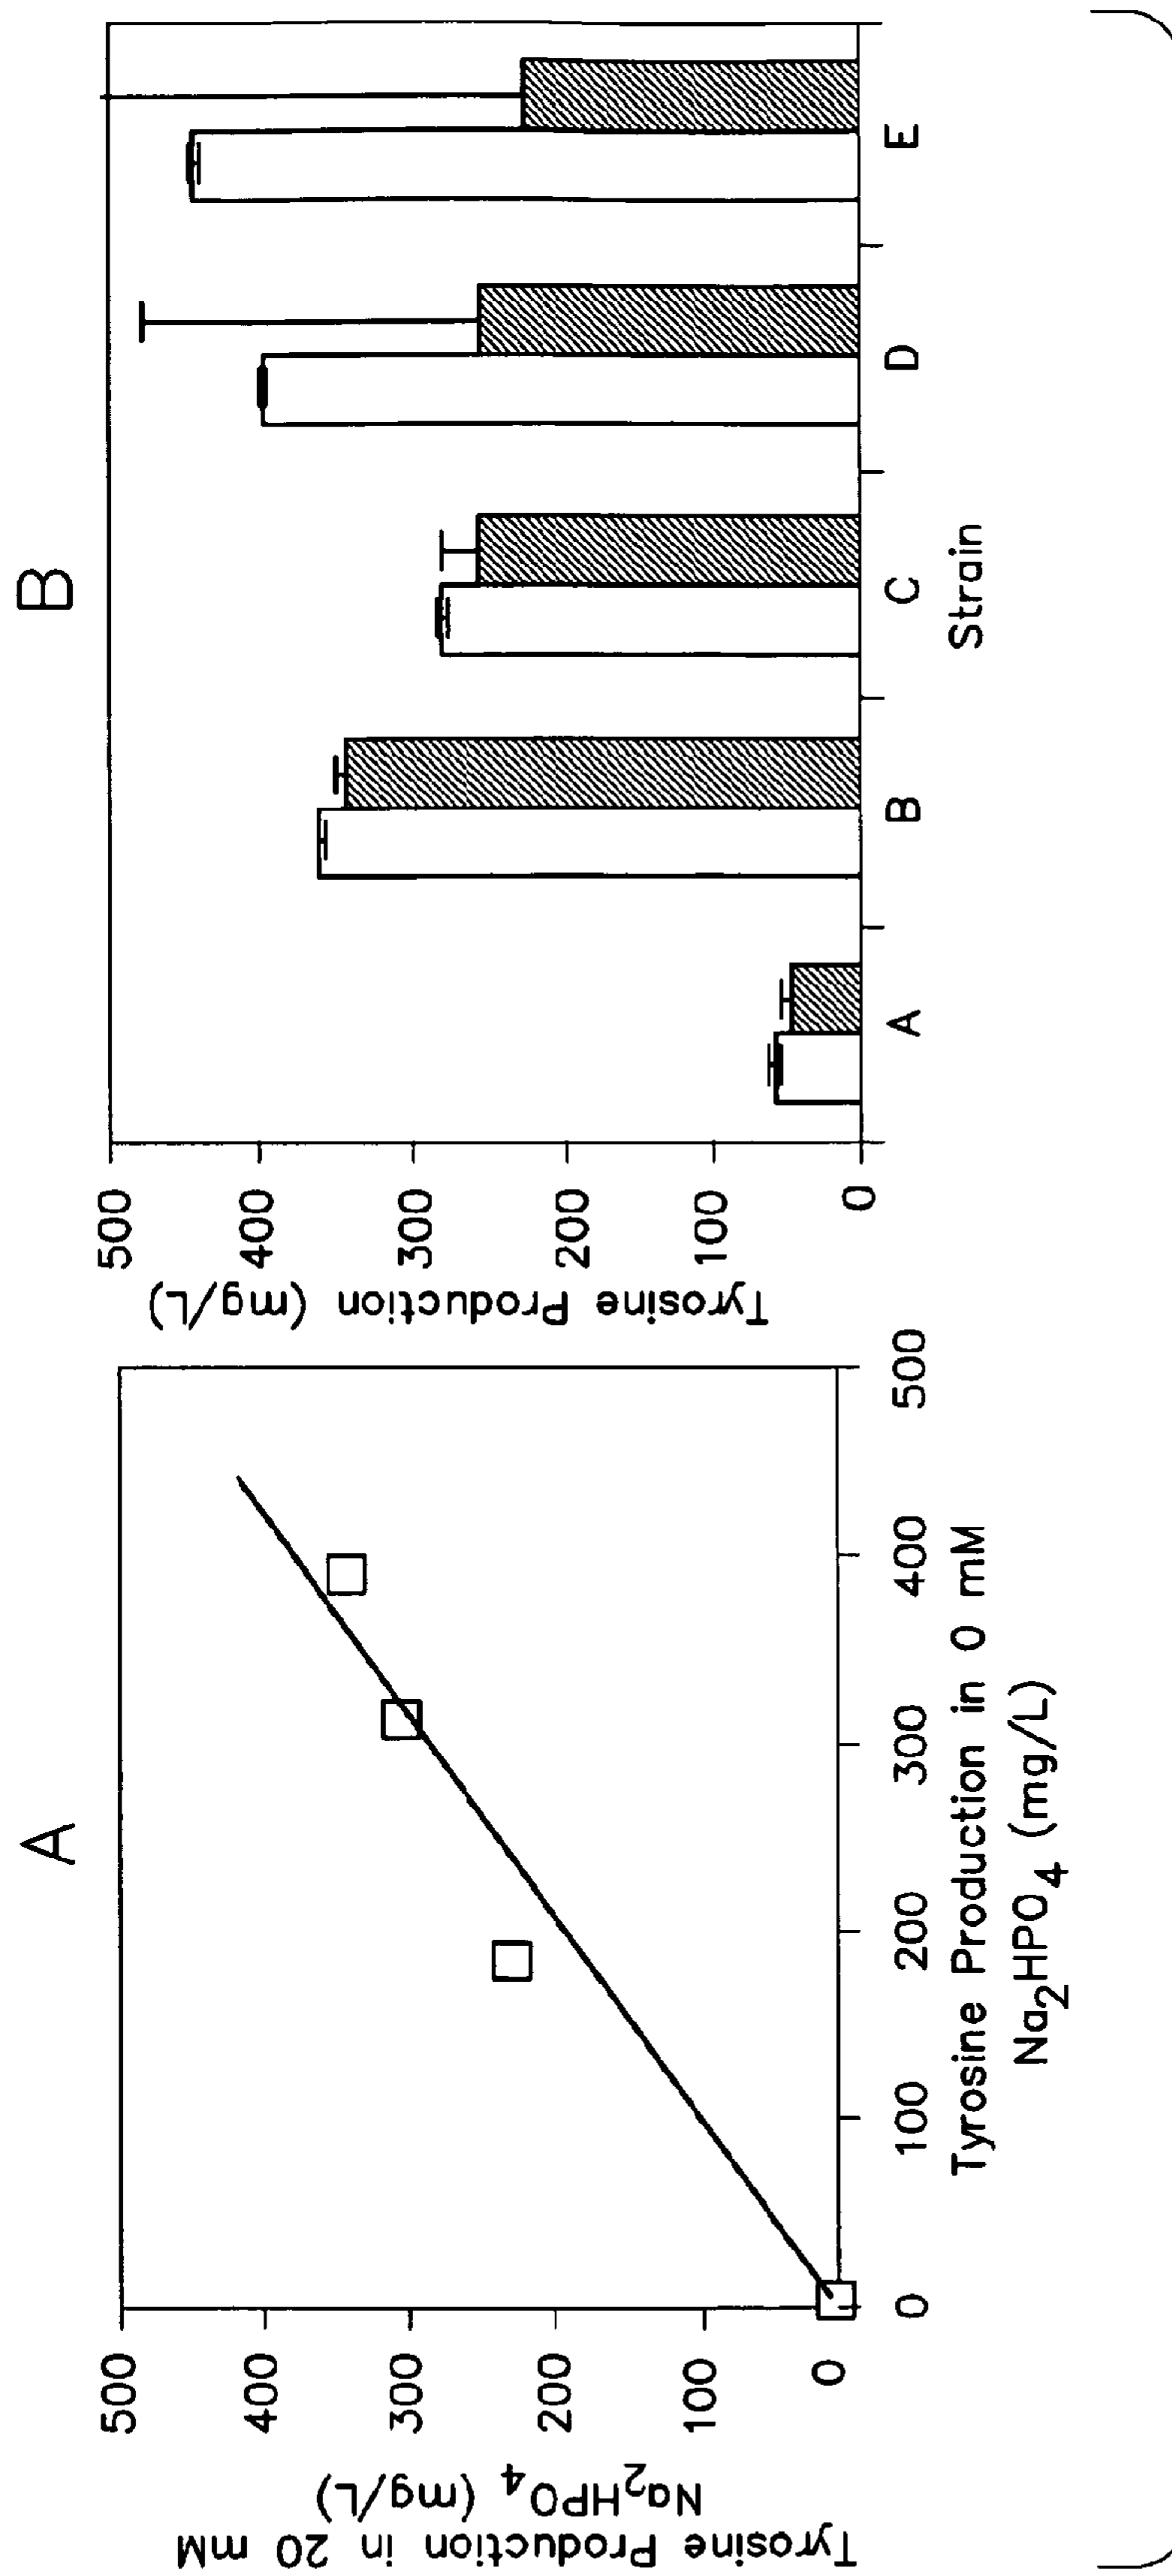 A
Tyrosine Production in 20 mM
Na2HPO4 (mg/L)
500
400
300
200
100
0
0 100 200 300 400 500
Tyrosine Production in 0 mM
Na2HPO4 (mg/L)
B
Tyrosine Production (mg/L)
500
400
300
200
100
0
A B C D E
Strain